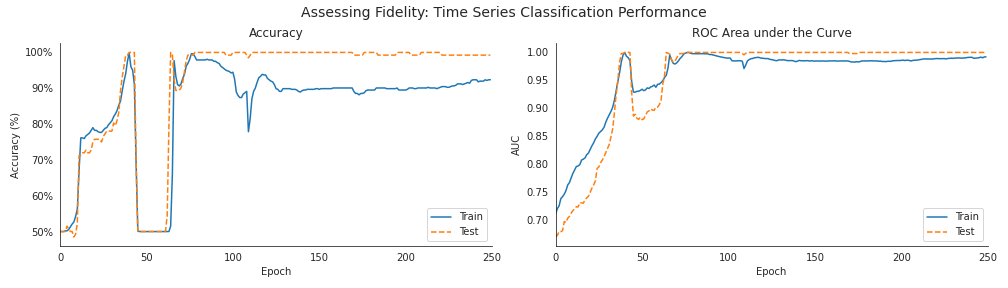 Assessing Fidelity: Time Series Classification Performance
Accuracy
Accuracy (%)
100%
90%
80%
70%
60%
50%
0 50 100 150 200 250
Epoch
Train
Test
ROC Area under the Curve
AUC
1.00
0.95
0.90
0.85
0.80
0.75
0.70
0 50 100 150 200 250
Epoch
Train
Test